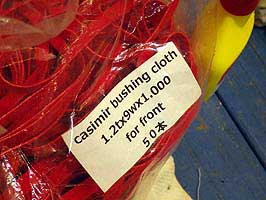 casimir bushing cloth
1.2tx9wx1.000
for front
50本